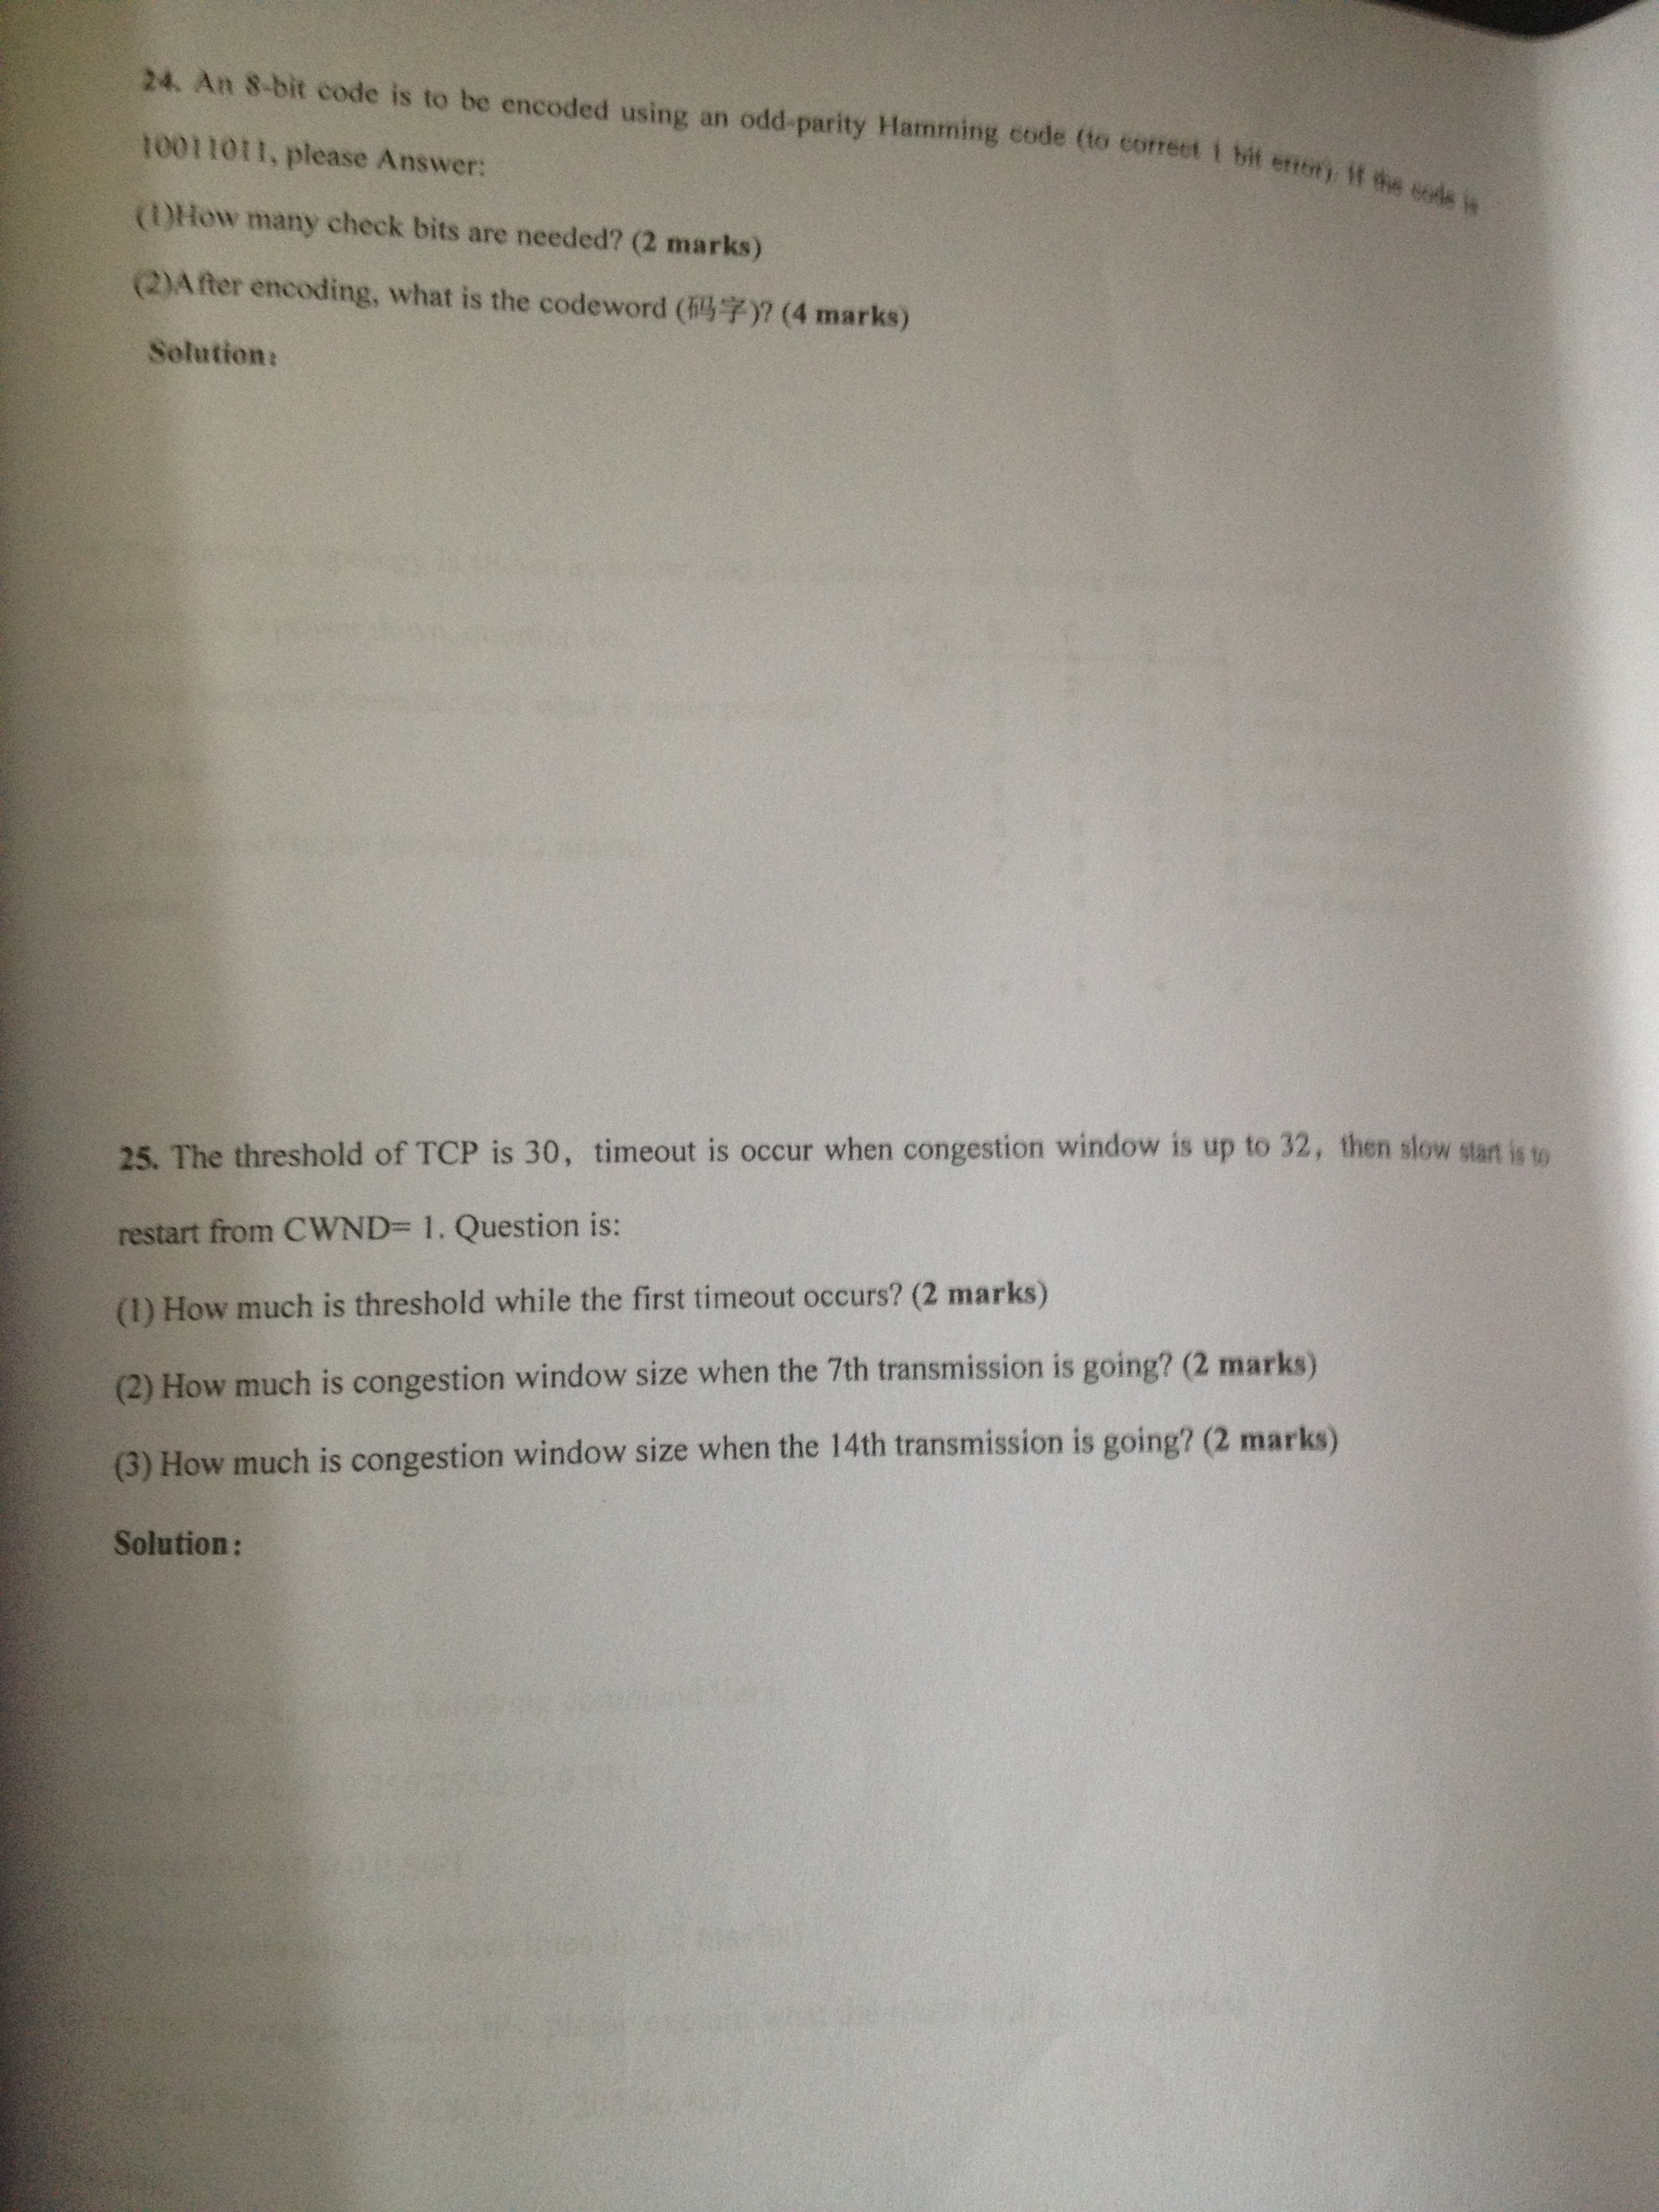 24. An 8-bit code is to be encoded using an odd-parity Hamming code (to correct 1 bit error). If the code is
10011011, please Answer:
(1)How many check bits are needed? (2 marks)
(2)After encoding, what is the codeword (码字)? (4 marks)
Solution:
25. The threshold of TCP is 30, timeout is occur when congestion window is up to 32, then slow start is to
restart from CWND= 1. Question is:
(1) How much is threshold while the first timeout occurs? (2 marks)
(2) How much is congestion window size when the 7th transmission is going? (2 marks)
(3) How much is congestion window size when the 14th transmission is going? (2 marks)
Solution: